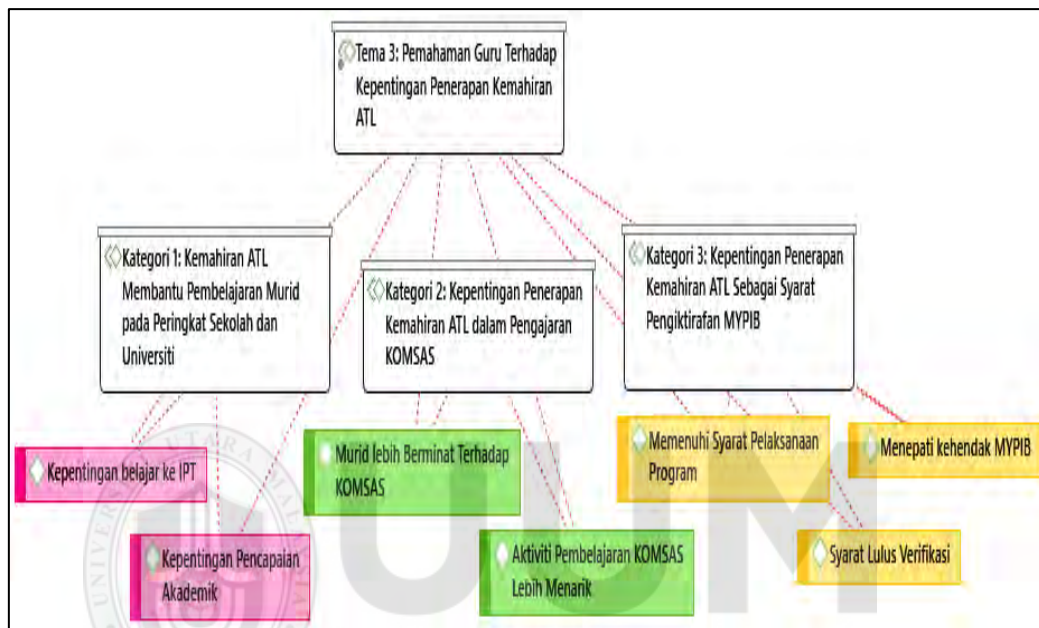 Tema 3: Pemahaman Guru Terhadap
Kepentingan Penerapan Kemahiran
ATL
Kategori 1: Kemahiran ATL
Membantu Pembelajaran Murid
pada Peringkat Sekolah dan
Universiti
Kategori 2: Kepentingan Penerapan
Kemahiran ATL dalam Pengajaran
KOMSAS
Kategori 3: Kepentingan Penerapan
Kemahiran ATL Sebagai Syarat
Pengiktirafan MYPIB
Kepentingan belajar ke IPT
Kepentingan Pencapaian
Akademik
Murid lebih Berminat Terhadap
KOMSAS
Aktiviti Pembelajaran KOMSAS
Lebih Menarik
Memenuhi Syarat Pelaksanaan
Program
Menepati kehendak MYPIB
Syarat Lulus Verifikasi
UUM